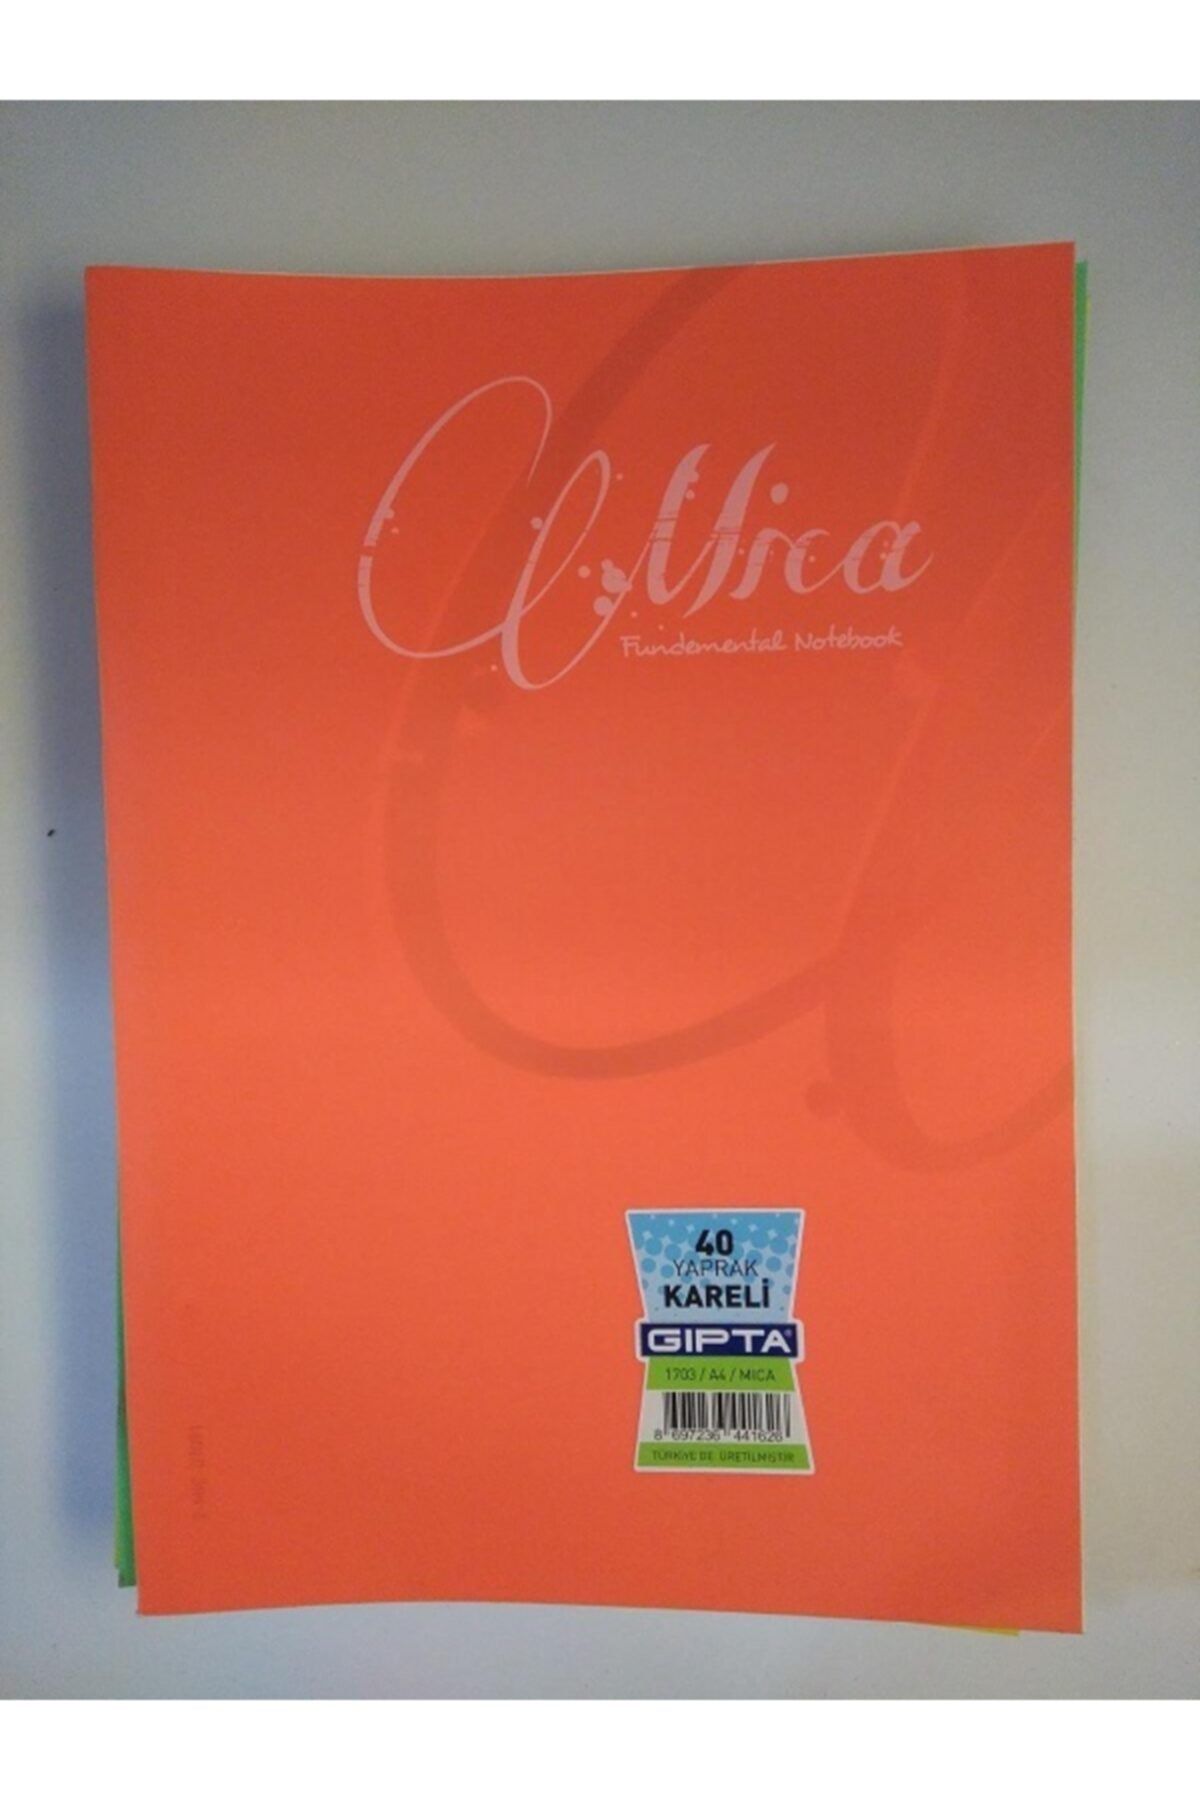 Mica
Fundemental Notebook
40
YAPRAK
KARELİ
GIPTA
1703 / A4 / MICA
8 697236 441626
TÜRKİYE'DE ÜRETİLMİŞTİR